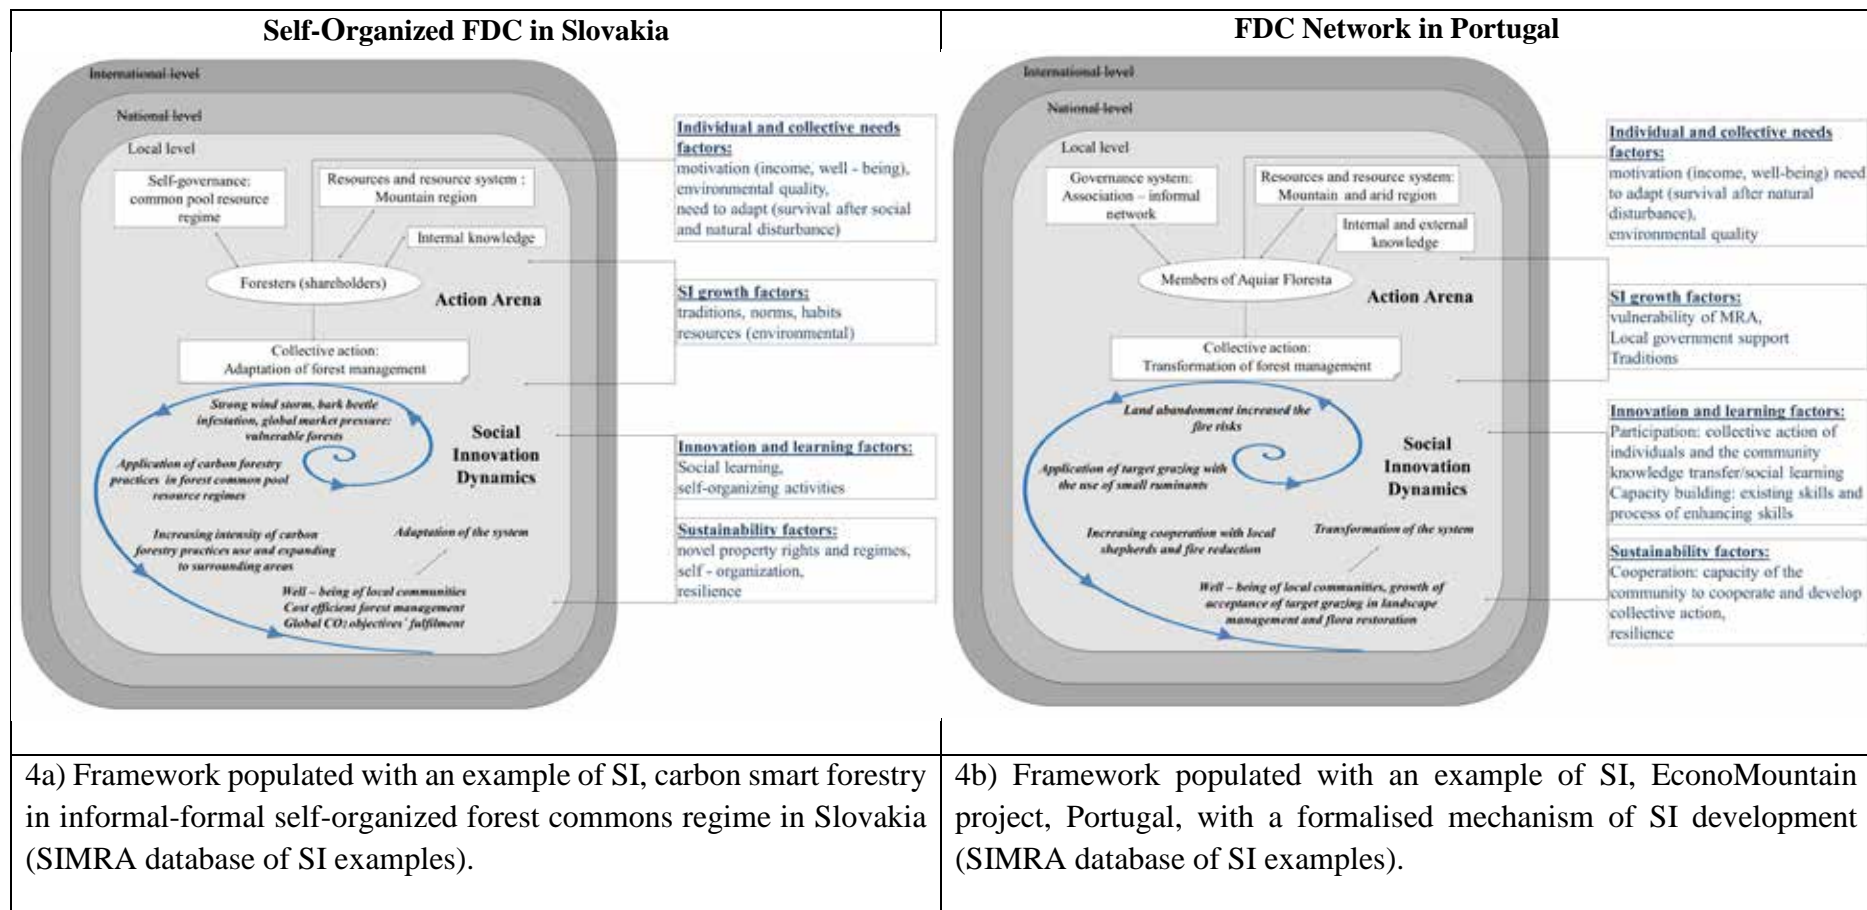 Self-Organized FDC in Slovakia
International level
National level
Local level
Self-governance:
common pool resource
regime
Resources and resource system :
Mountain region
Internal knowledge
Foresters (shareholders)
Action Arena
Collective action:
Adaptation of forest management
Strong wind storm, bark beetle
infestation, global market pressure:
vulnerable forests
Social
Innovation
Dynamics
Application of carbon forestry
practices in forest common pool
resource regimes
Increasing intensity of carbon
forestry practices use and expanding
to surrounding areas
Adaptation of the system
Well – being of local communities
Cost efficient forest management
Global CO2 objectives' fulfilment
Individual and collective needs
factors:
motivation (income, well - being),
environmental quality,
need to adapt (survival after social
and natural disturbance)
SI growth factors:
traditions, norms, habits
resources (environmental)
Innovation and learning factors:
Social learning,
self-organizing activities
Sustainability factors:
novel property rights and regimes,
self - organization,
resilience
4a) Framework populated with an example of SI, carbon smart forestry
in informal-formal self-organized forest commons regime in Slovakia
(SIMRA database of SI examples).
FDC Network in Portugal
International level
National level
Local level
Governance system:
Association – informal
network
Resources and resource system:
Mountain and arid region
Internal and external
knowledge
Members of Aquiar Floresta
Action Arena
Collective action:
Transformation of forest management
Land abandonment increased the
fire risks
Social
Innovation
Dynamics
Application of target grazing with
the use of small ruminants
Increasing cooperation with local
shepherds and fire reduction
Transformation of the system
Well – being of local communities, growth of
acceptance of target grazing in landscape
management and flora restoration
Individual and collective needs
factors:
motivation (income, well-being) need
to adapt (survival after natural
disturbance),
environmental quality
SI growth factors:
vulnerability of MRA,
Local government support
Traditions
Innovation and learning factors:
Participation: collective action of
individuals and the community
knowledge transfer/social learning
Capacity building: existing skills and
process of enhancing skills
Sustainability factors:
Cooperation: capacity of the
community to cooperate and develop
collective action,
resilience
4b) Framework populated with an example of SI, EconoMountain
project, Portugal, with a formalised mechanism of SI development
(SIMRA database of SI examples).